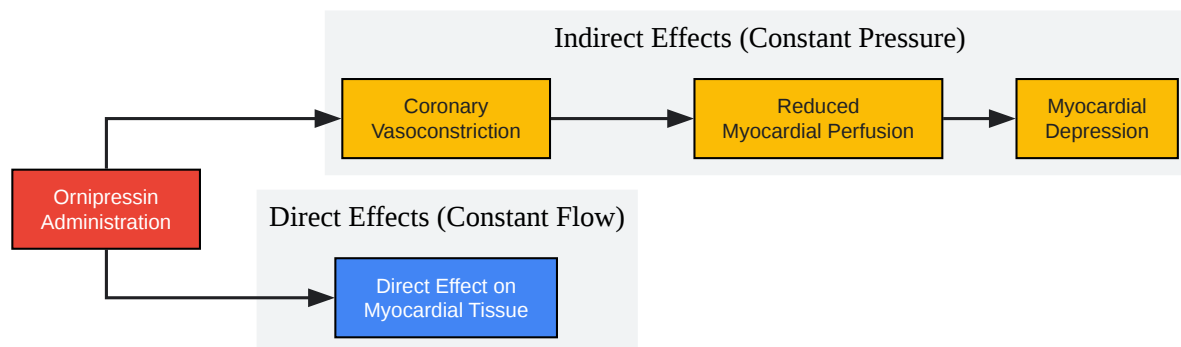 Indirect Effects (Constant Pressure)
Coronary
Vasoconstriction
Reduced
Myocardial Perfusion
Myocardial
Depression
Ornipressin
Administration
Direct Effects (Constant Flow)
Direct Effect on
Myocardial Tissue